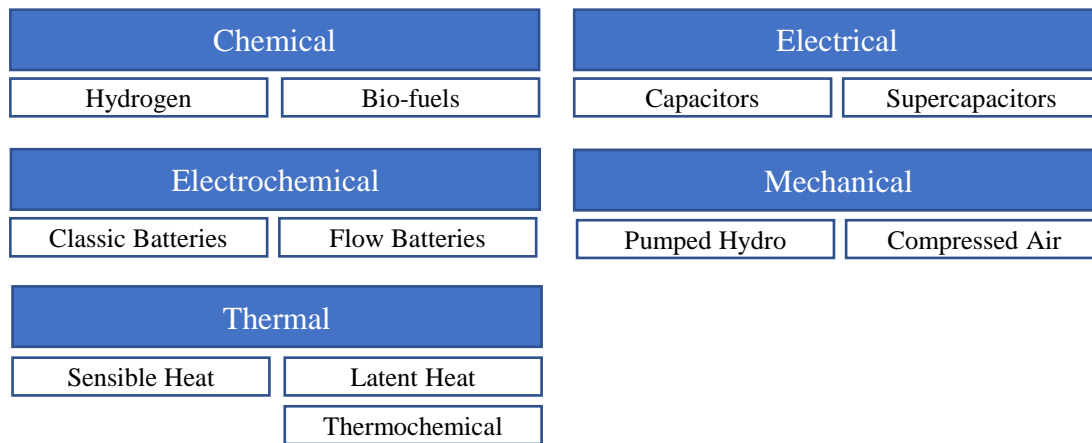 Chemical
Hydrogen
Bio-fuels
Electrical
Capacitors
Supercapacitors
Electrochemical
Classic Batteries
Flow Batteries
Mechanical
Pumped Hydro
Compressed Air
Thermal
Sensible Heat
Latent Heat
Thermochemical